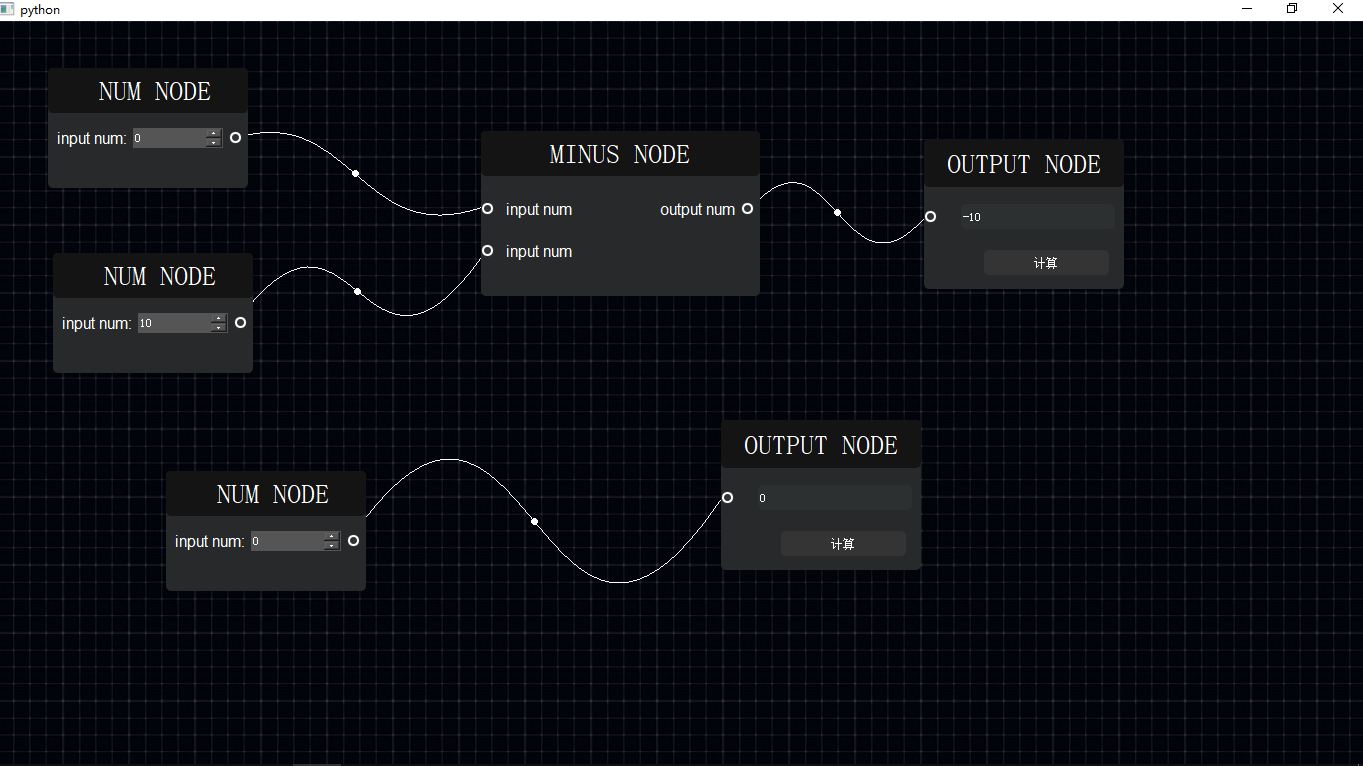 python
NUM NODE
input num: 0
MINUS NODE
input num output num
input num
OUTPUT NODE
-10
计算
NUM NODE
input num: 10
OUTPUT NODE
0
计算
NUM NODE
input num: 0